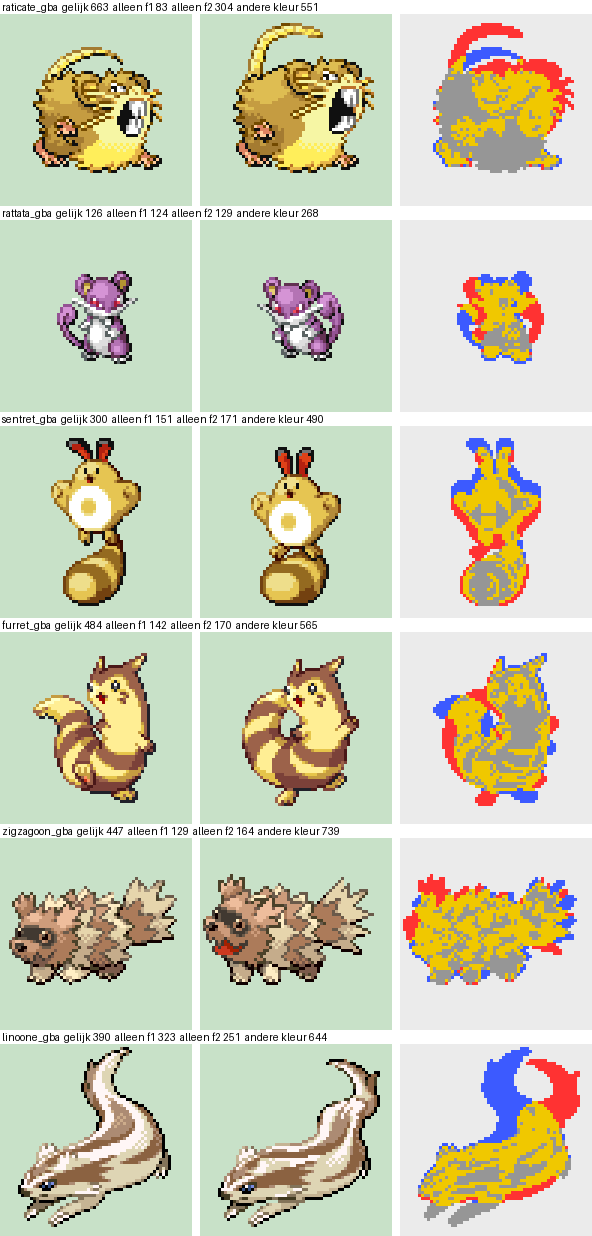 raticate_gba gelijk 663 alleen f1 83 alleen f2 304 andere kleur 551
rattata_gba gelijk 126 alleen f1 124 alleen f2 129 andere kleur 268
sentret_gba gelijk 300 alleen f1 151 alleen f2 171 andere kleur 490
furret_gba gelijk 484 alleen f1 142 alleen f2 170 andere kleur 565
zigzagoon_gba gelijk 447 alleen f1 129 alleen f2 164 andere kleur 739
linoone_gba gelijk 390 alleen f1 323 alleen f2 251 andere kleur 644